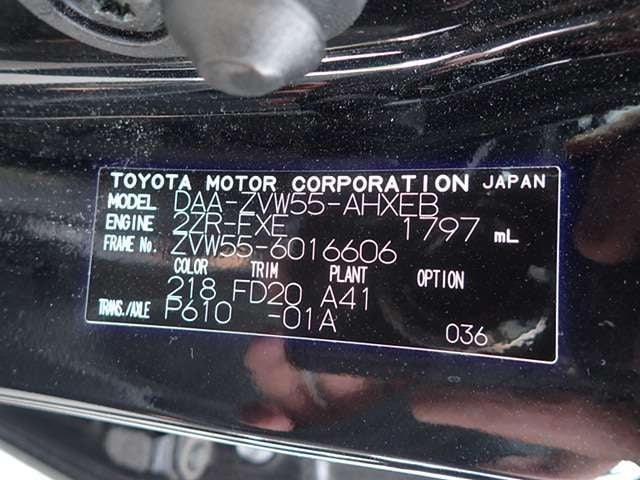 TOYOTA MOTOR CORPORATION JAPAN
MODEL DAA-ZVW55-AHXEB
ENGINE 2ZR-FXE 1797 mL
FRAME No. ZVW55-6016606
COLOR TRIM PLANT OPTION
218 FD20 A41
TRANS./AXLE P610 -01A
036